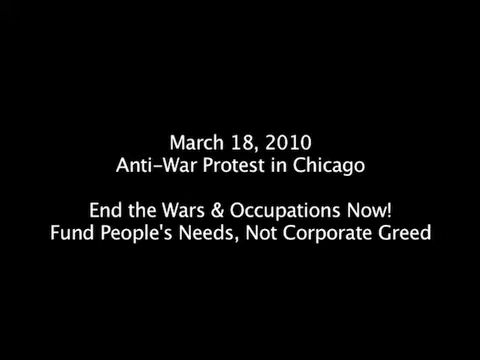 March 18, 2010
Anti-War Protest in Chicago
End the Wars & Occupations Now!
Fund People's Needs, Not Corporate Greed